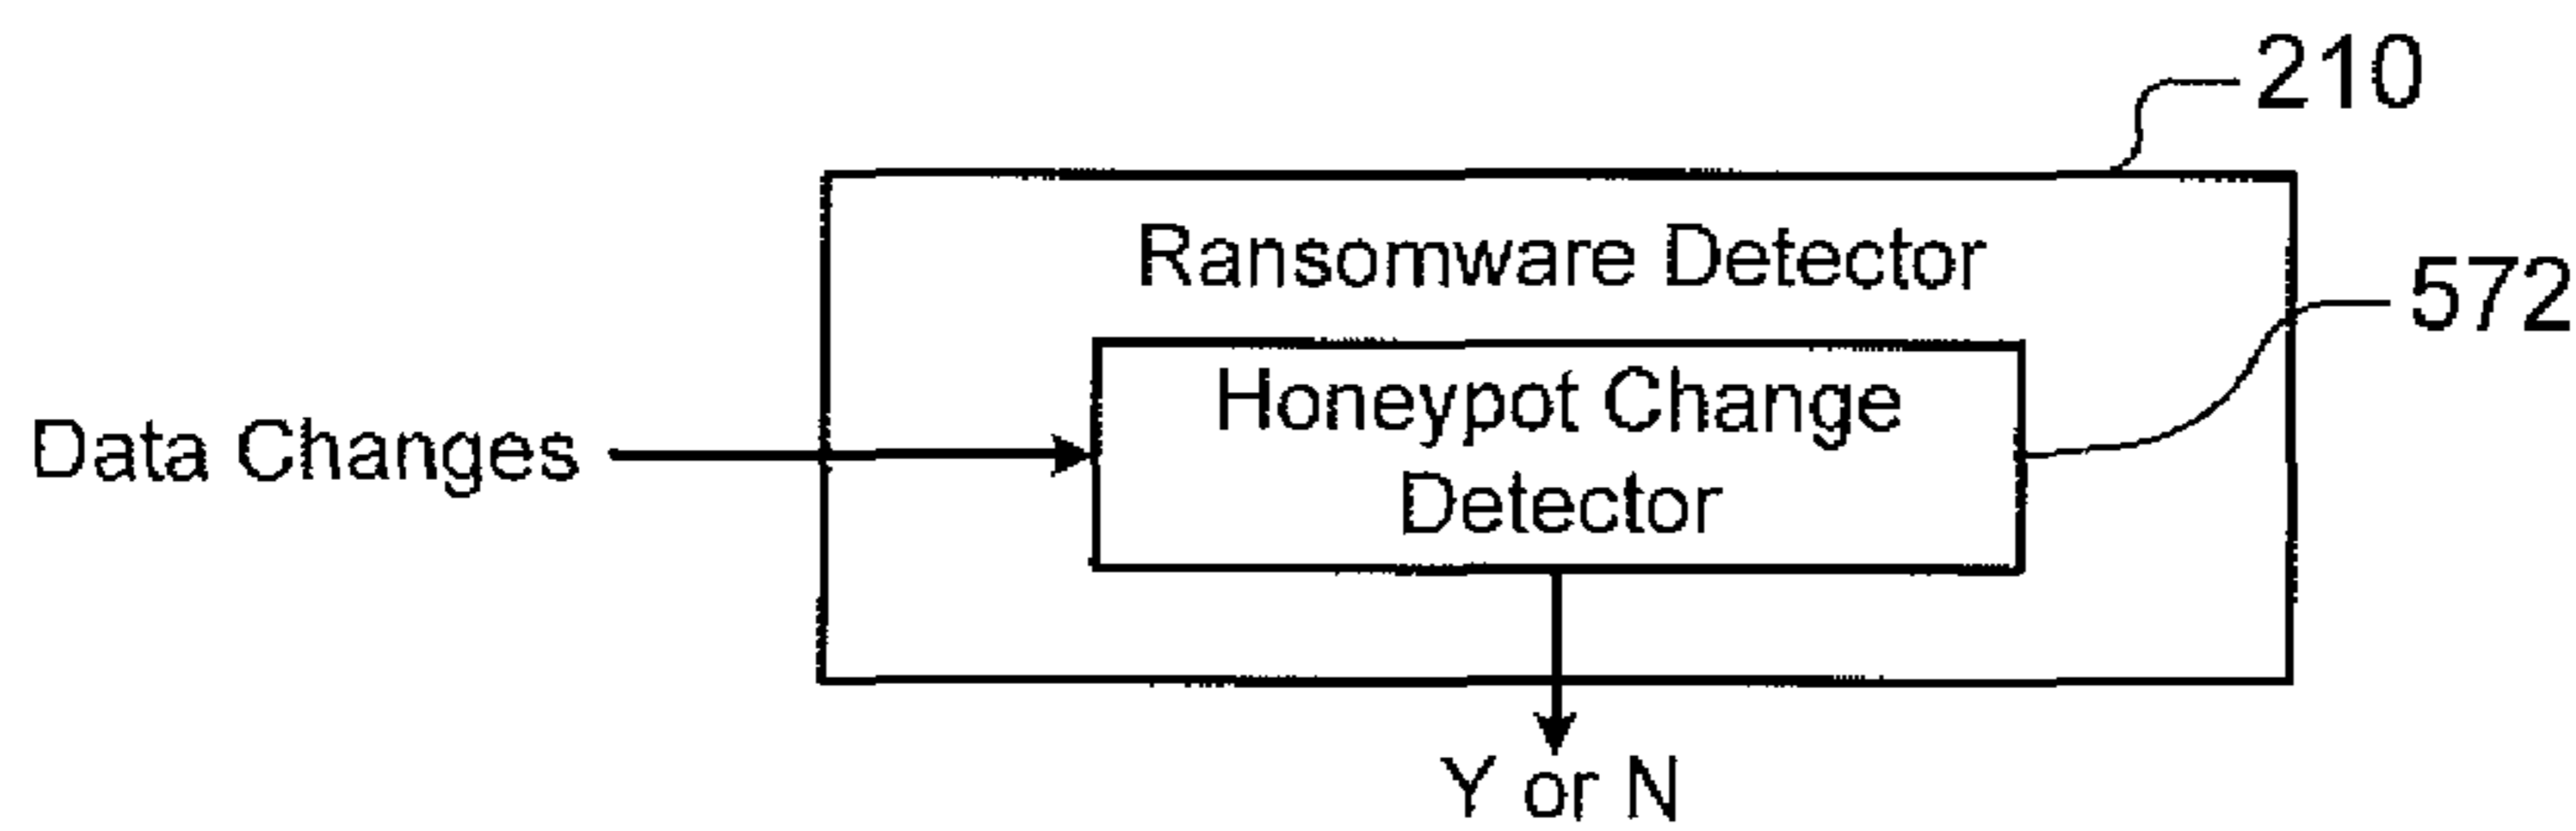 210
Ransomware Detector
572
Honeypot Change
Detector
Data Changes
Y or N